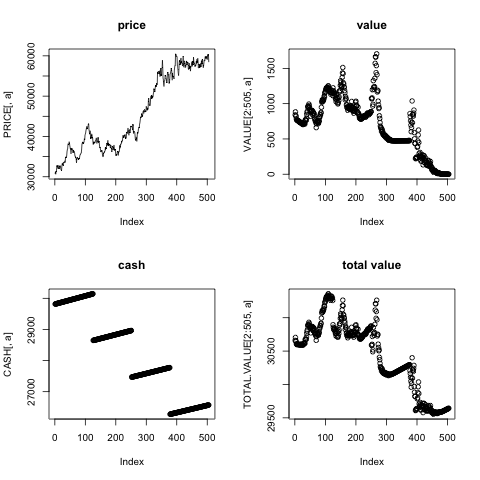 price
PRICE[, a]
30000 40000 50000 60000
0 100 200 300 400 500
Index
value
VALUE[2:505, a]
0 500 1000 1500
0 100 200 300 400 500
Index
cash
CASH[, a]
27000 29000
0 100 200 300 400 500
Index
total value
TOTAL.VALUE[2:505, a]
29500 30500
0 100 200 300 400 500
Index